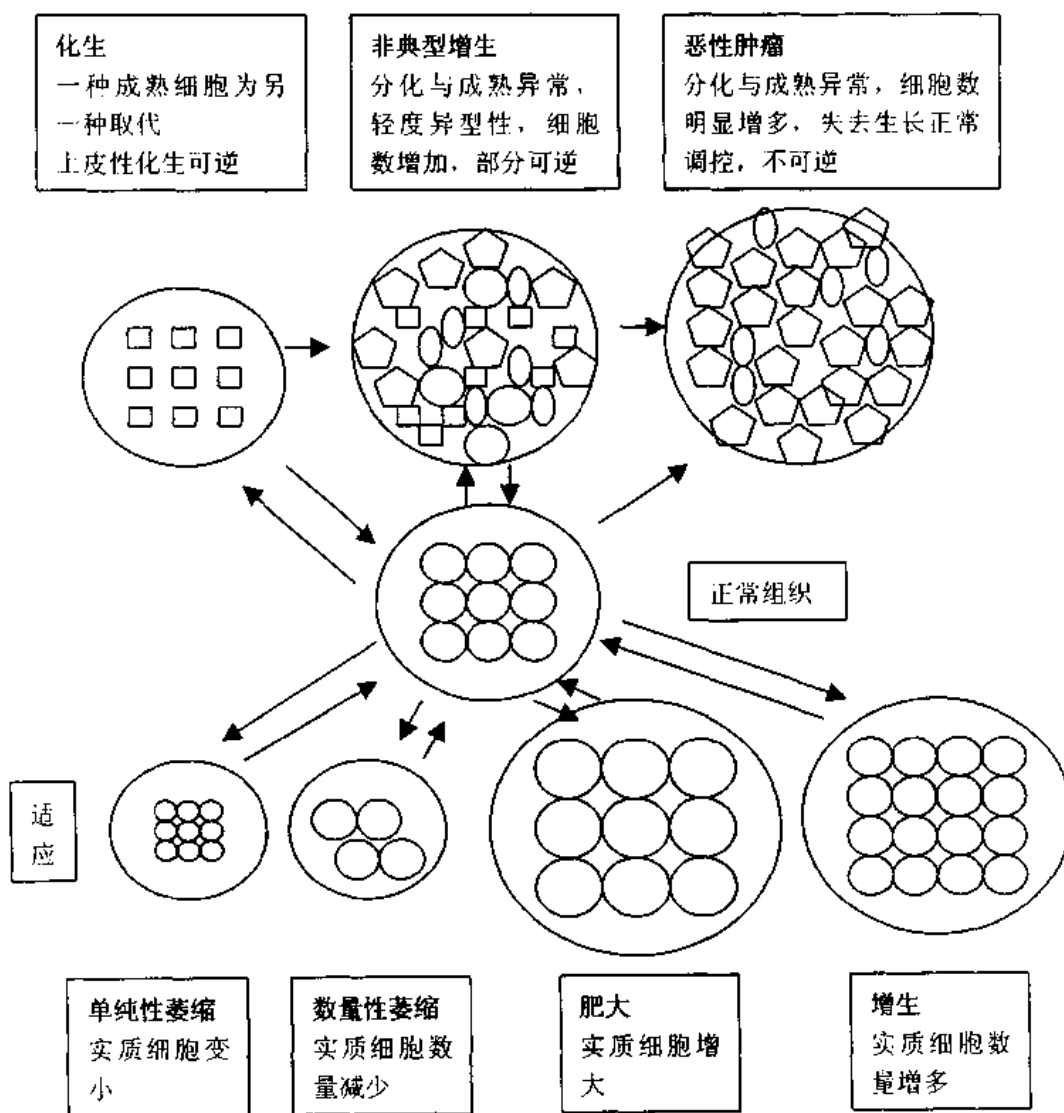 化生
一种成熟细胞为另
一种取代
上皮性化生可逆
非典型增生
分化与成熟异常，
轻度异型性，细胞
数增加，部分可逆
恶性肿瘤
分化与成熟异常，细胞数
明显增多，失去生长正常
调控，不可逆
正常组织
适
应
单纯性萎缩
实质细胞变
小
数量性萎缩
实质细胞数
量减少
肥大
实质细胞增
大
增生
实质细胞数
量增多